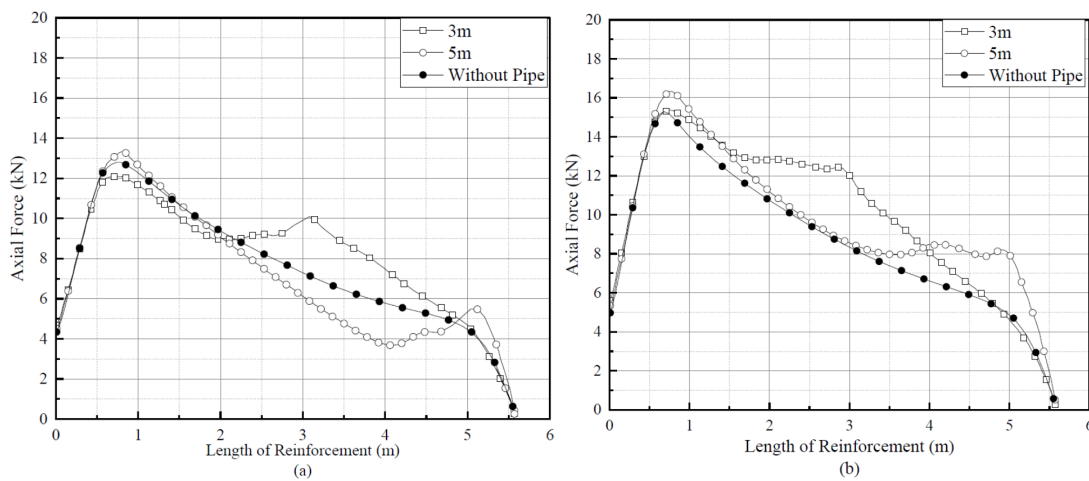 20
18
16
14
12
10
8
6
4
2
0
Axial Force (kN)
3m
5m
Without Pipe
0 1 2 3 4 5 6
Length of Reinforcement (m)
(a)
20
18
16
14
12
10
8
6
4
2
0
Axial Force (kN)
3m
5m
Without Pipe
0 1 2 3 4 5 6
Length of Reinforcement (m)
(b)